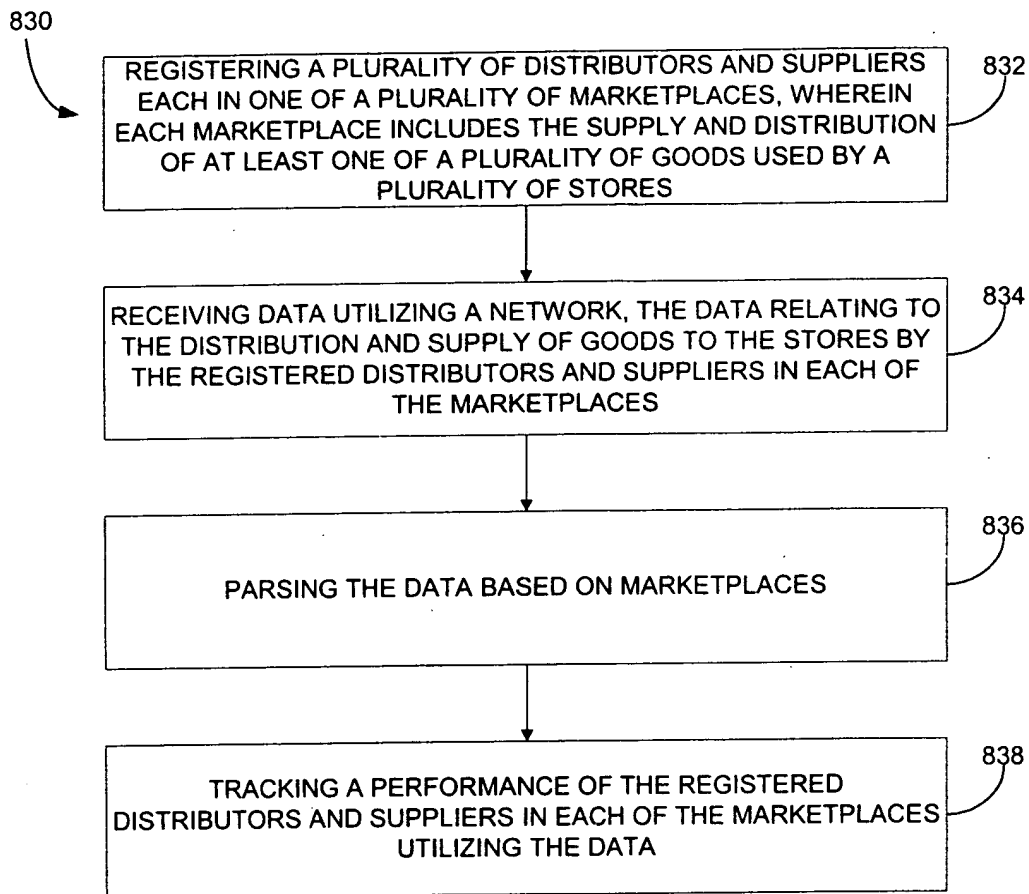 830
REGISTERING A PLURALITY OF DISTRIBUTORS AND SUPPLIERS
EACH IN ONE OF A PLURALITY OF MARKETPLACES, WHEREIN
EACH MARKETPLACE INCLUDES THE SUPPLY AND DISTRIBUTION
OF AT LEAST ONE OF A PLURALITY OF GOODS USED BY A
PLURALITY OF STORES
832
RECEIVING DATA UTILIZING A NETWORK, THE DATA RELATING TO
THE DISTRIBUTION AND SUPPLY OF GOODS TO THE STORES BY
THE REGISTERED DISTRIBUTORS AND SUPPLIERS IN EACH OF
THE MARKETPLACES
834
PARSING THE DATA BASED ON MARKETPLACES
836
TRACKING A PERFORMANCE OF THE REGISTERED
DISTRIBUTORS AND SUPPLIERS IN EACH OF THE MARKETPLACES
UTILIZING THE DATA
838